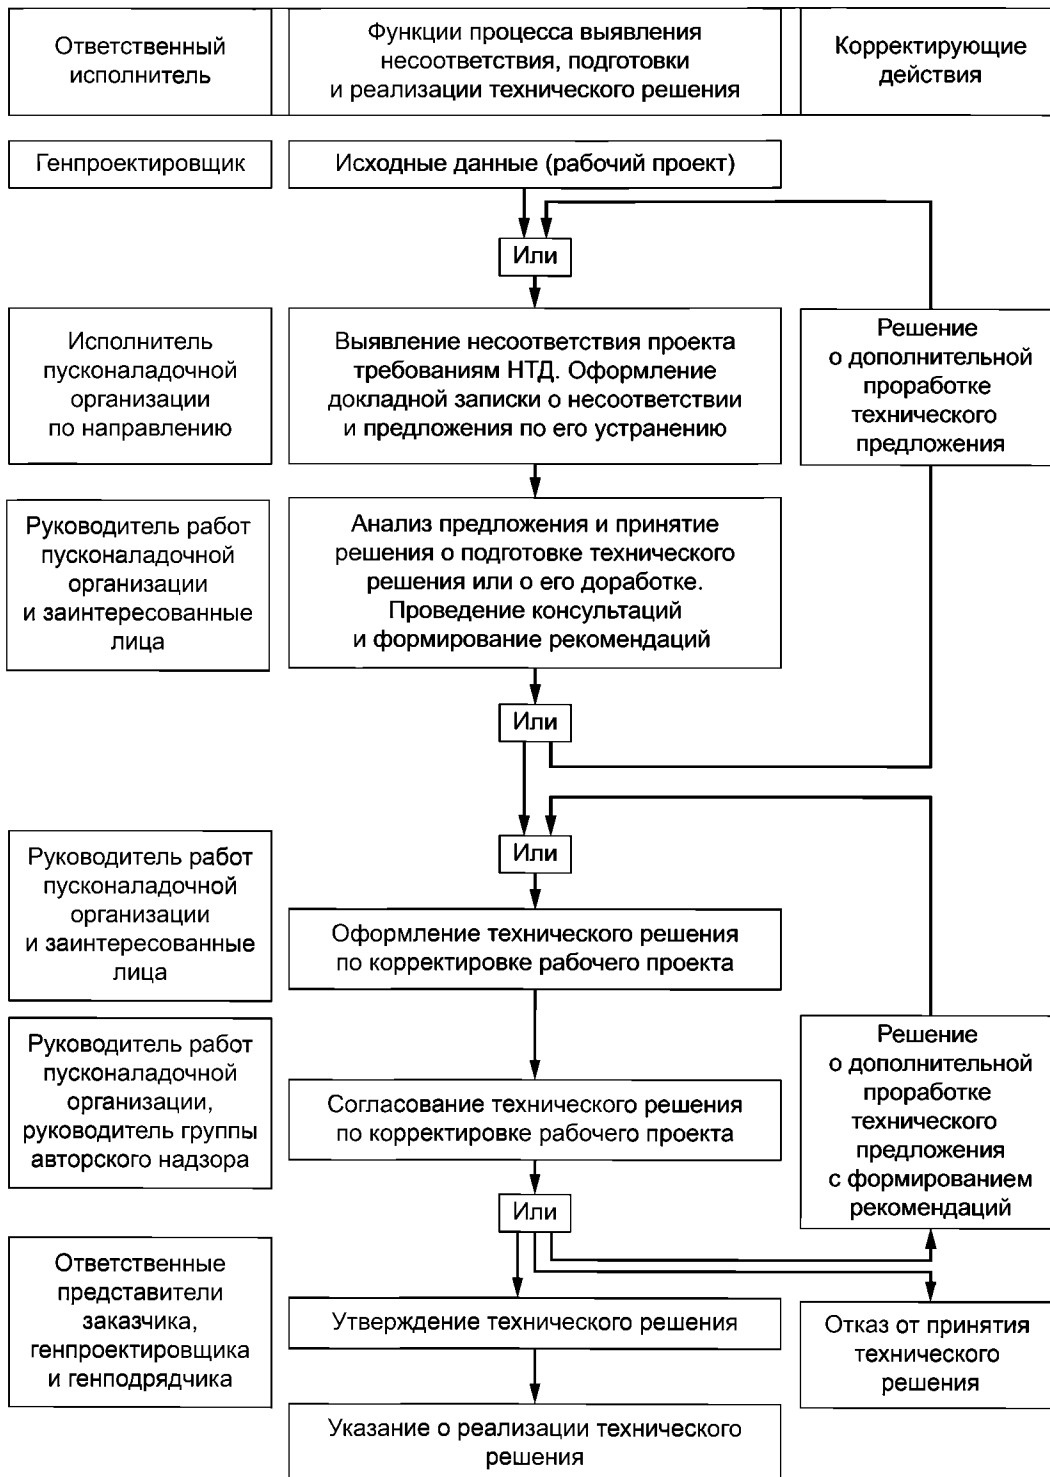 Ответственный
исполнитель
Функции процесса выявления
несоответствия, подготовки
и реализации технического решения
Корректирующие
действия
Генпроектировщик
Исходные данные (рабочий проект)
Или
Исполнитель
пусконаладочной
организации
по направлению
Выявление несоответствия проекта
требованиям НТД. Оформление
докладной записки о несоответствии
и предложения по его устранению
Решение
о дополнительной
проработке
технического
предложения
Руководитель работ
пусконаладочной
организации
и заинтересованные
лица
Анализ предложения и принятие
решения о подготовке технического
решения или о его доработке.
Проведение консультаций
и формирование рекомендаций
Или
Или
Руководитель работ
пусконаладочной
организации
и заинтересованные
лица
Оформление технического решения
по корректировке рабочего проекта
Руководитель работ
пусконаладочной
организации,
руководитель группы
авторского надзора
Согласование технического решения
по корректировке рабочего проекта
Решение
о дополнительной
проработке
технического
предложения
с формированием
рекомендаций
Или
Ответственные
представители
заказчика,
генпроектировщика
и генподрядчика
Утверждение технического решения
Отказ от принятия
технического
решения
Указание о реализации технического
решения